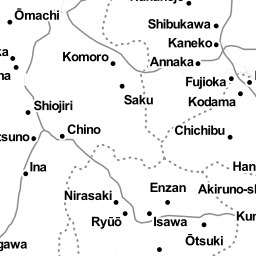 Ōmachi
Shibukawa
Kaneko
Komoro
Annaka
Fujioka
Saku
Kodama
Shiojiri
Chino
Chichibu
Ina
Enzan
Nirasaki
Ryūō
Isawa
Ōtsuki